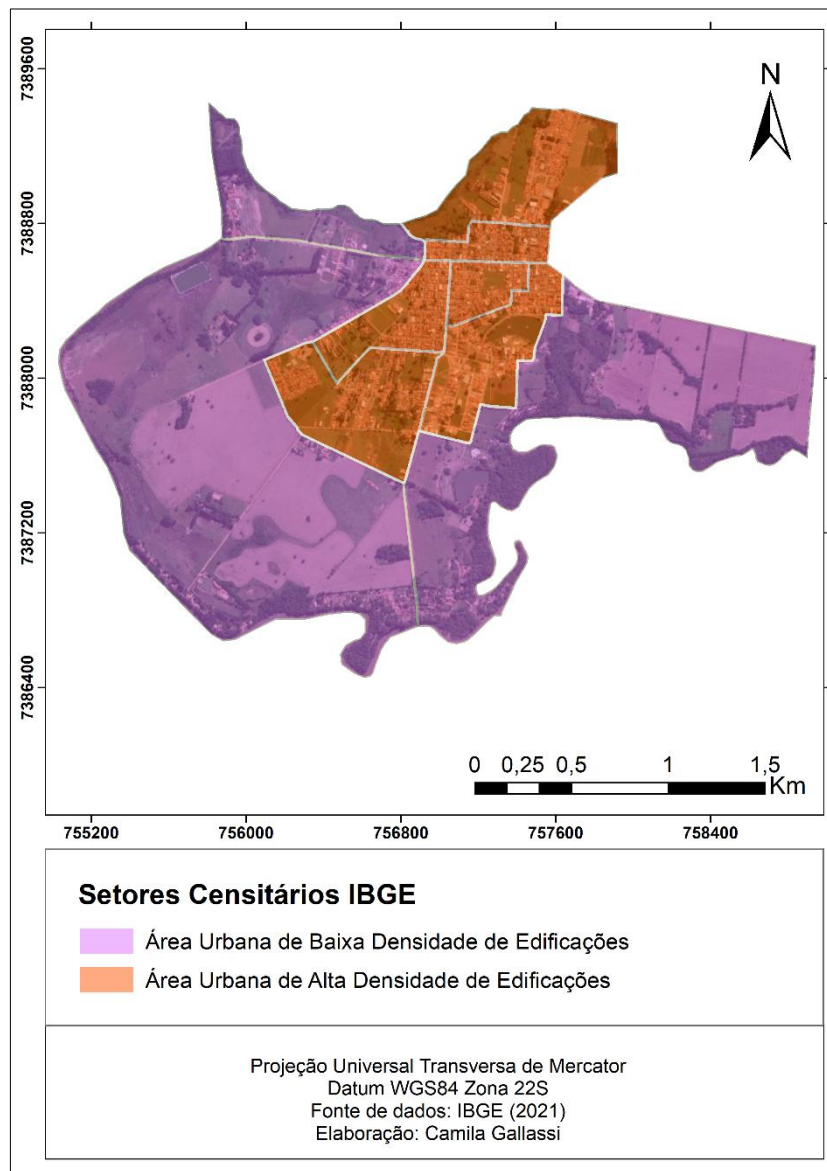 7389600
7388800
7388000
7387200
7386400
N
0 0,25 0,5 1 1,5
Km
755200 756000 756800 757600 758400
Setores Censitários IBGE
Área Urbana de Baixa Densidade de Edificações
Área Urbana de Alta Densidade de Edificações
Projeção Universal Transversa de Mercator
Datum WGS84 Zona 22S
Fonte de dados: IBGE (2021)
Elaboração: Camila Gallassi